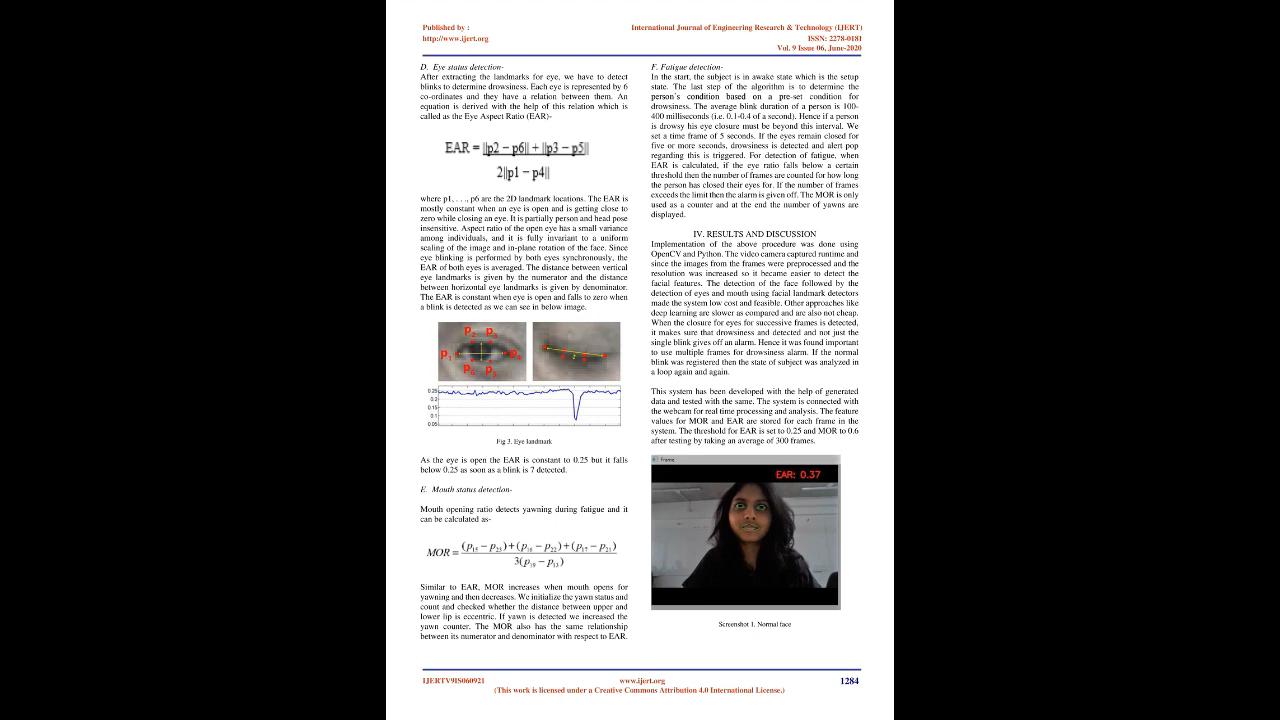 Published by :
http://www.ijert.org
International Journal of Engineering Research & Technology (IJERT)
ISSN: 2278-0181
Vol. 9 Issue 06, June-2020
D. Eye status detection-
After extracting the landmarks for eye, we have to detect
blinks to determine drowsiness. Each eye is represented by 6
co-ordinates and they have a relation between them. An
equation is derived with the help of this relation which is
called as the Eye Aspect Ratio (EAR)-
EAR = ||p2 − p6|| + ||p3 − p5||
2||p1 − p4||
where p1, . . ., p6 are the 2D landmark locations. The EAR is
mostly constant when an eye is open and is getting close to
zero while closing an eye. It is partially person and head pose
insensitive. Aspect ratio of the open eye has a small variance
among individuals, and it is fully invariant to a uniform
scaling of the image and in-plane rotation of the face. Since
eye blinking is performed by both eyes synchronously, the
EAR of both eyes is averaged. The distance between vertical
eye landmarks is given by the numerator and the distance
between horizontal eye landmarks is given by denominator.
The EAR is constant when eye is open and falls to zero when
a blink is detected as we can see in below image.
p2 p3
p1 p4
p6 p5
0.25
0.2
0.15
0.1
0.05
Fig 3. Eye landmark
As the eye is open the EAR is constant to 0.25 but it falls
below 0.25 as soon as a blink is 7 detected.
E. Mouth status detection-
Mouth opening ratio detects yawning during fatigue and it
can be calculated as-
MOR = (p15 − p23) + (p16 − p22) + (p17 − p21)
3(p19 − p13)
Similar to EAR, MOR increases when mouth opens for
yawning and then decreases. We initialize the yawn status and
count and checked whether the distance between upper and
lower lip is eccentric. If yawn is detected we increased the
yawn counter. The MOR also has the same relationship
between its numerator and denominator with respect to EAR.
F. Fatigue detection-
In the start, the subject is in awake state which is the setup
state. The last step of the algorithm is to determine the
person's condition based on a pre-set condition for
drowsiness. The average blink duration of a person is 100-
400 milliseconds (i.e. 0.1-0.4 of a second). Hence if a person
is drowsy his eye closure must be beyond this interval. We
set a time frame of 5 seconds. If the eyes remain closed for
five or more seconds, drowsiness is detected and alert pop
regarding this is triggered. For detection of fatigue, when
EAR is calculated, if the eye ratio falls below a certain
threshold then the number of frames are counted for how long
the person has closed their eyes for. If the number of frames
exceeds the limit then the alarm is given off. The MOR is only
used as a counter and at the end the number of yawns are
displayed.
IV. RESULTS AND DISCUSSION
Implementation of the above procedure was done using
OpenCV and Python. The video camera captured runtime and
since the images from the frames were preprocessed and the
resolution was increased so it became easier to detect the
facial features. The detection of the face followed by the
detection of eyes and mouth using facial landmark detectors
made the system low cost and feasible. Other approaches like
deep learning are slower as compared and are also not cheap.
When the closure for eyes for successive frames is detected,
it makes sure that drowsiness and detected and not just the
single blink gives off an alarm. Hence it was found important
to use multiple frames for drowsiness alarm. If the normal
blink was registered then the state of subject was analyzed in
a loop again and again.
This system has been developed with the help of generated
data and tested with the same. The system is connected with
the webcam for real time processing and analysis. The feature
values for MOR and EAR are stored for each frame in the
system. The threshold for EAR is set to 0.25 and MOR to 0.6
after testing by taking an average of 300 frames.
Frame
EAR: 0.37
Screenshot 1. Normal face
IJERTV9IS060921
www.ijert.org
1284
(This work is licensed under a Creative Commons Attribution 4.0 International License.)